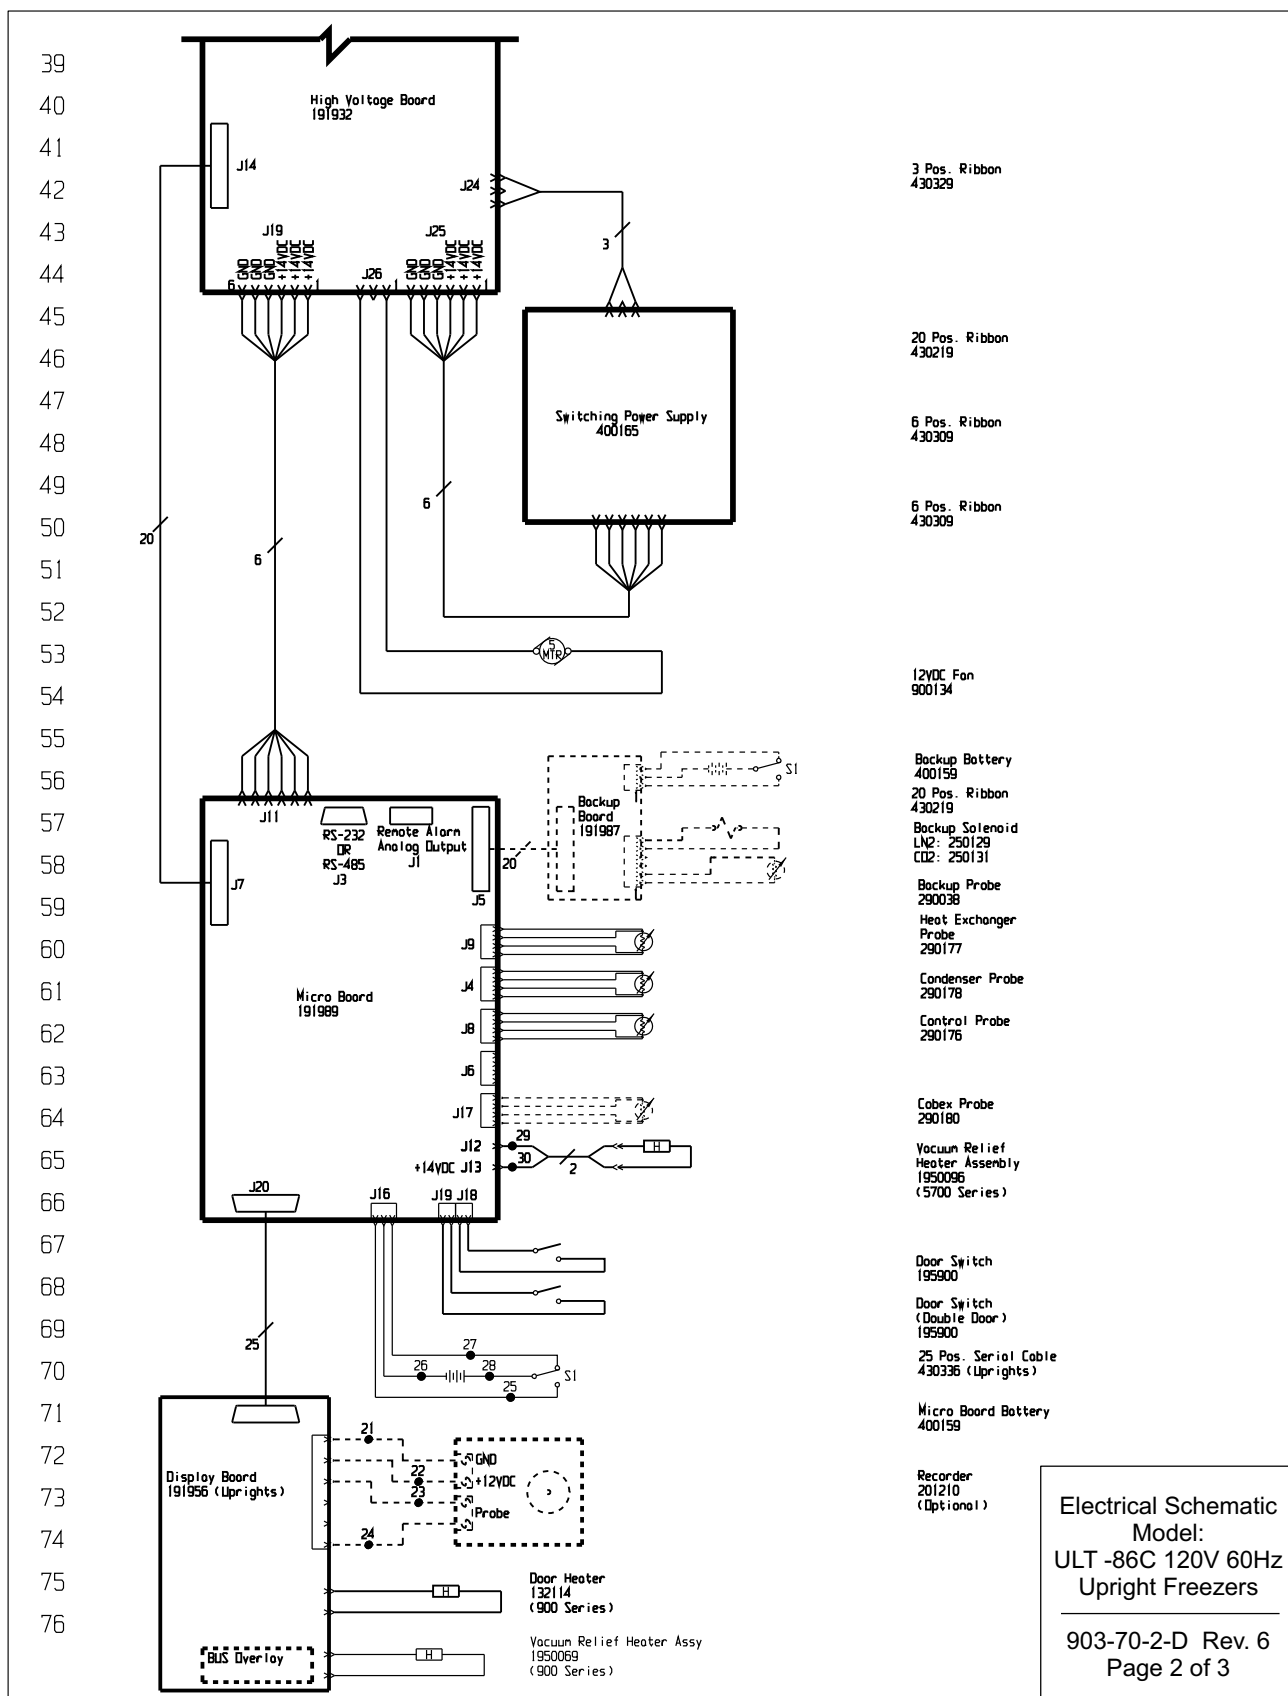 39
40
41
42
43
44
45
46
47
48
49
50
51
52
53
54
55
56
57
58
59
60
61
62
63
64
65
66
67
68
69
70
71
72
73
74
75
76
High Voltage Board
191932
J14
J24
J19
J25
J26
GND
GND
GND
+14VDC
+14VDC
+14VDC
GND
GND
GND
+14VDC
+14VDC
+14VDC
6
1
1
1
3
Switching Power Supply
400165
20
6
6
5
MTR
J11
RS-232
OR
RS-485
J3
Remote Alarm
Analog Output
J1
J5
J7
20
Backup
Board
191987
S1
J9
J4
J8
J6
J17
J12
+14VDC J13
29
30
2
H
Micro Board
191989
J20
J16
J19 J18
25
27
26
28
25
S1
Display Board
191956 (Uprights)
21
22
23
24
GND
+12VDC
Probe
H
Door Heater
132114
(900 Series)
BUS Overlay
H
Vacuum Relief Heater Assy
1950069
(900 Series)
3 Pos. Ribbon
430329
20 Pos. Ribbon
430219
6 Pos. Ribbon
430309
6 Pos. Ribbon
430309
12VDC Fan
900134
Backup Battery
400159
20 Pos. Ribbon
430219
Backup Solenoid
LN2: 250129
CO2: 250131
Backup Probe
290038
Heat Exchanger
Probe
290177
Condenser Probe
290178
Control Probe
290176
Cobex Probe
290180
Vacuum Relief
Heater Assembly
1950096
(5700 Series)
Door Switch
195900
Door Switch
(Double Door)
195900
25 Pos. Serial Cable
430336 (Uprights)
Micro Board Battery
400159
Recorder
201210
(Optional)
Electrical Schematic
Model:
ULT -86C 120V 60Hz
Upright Freezers
903-70-2-D Rev. 6
Page 2 of 3